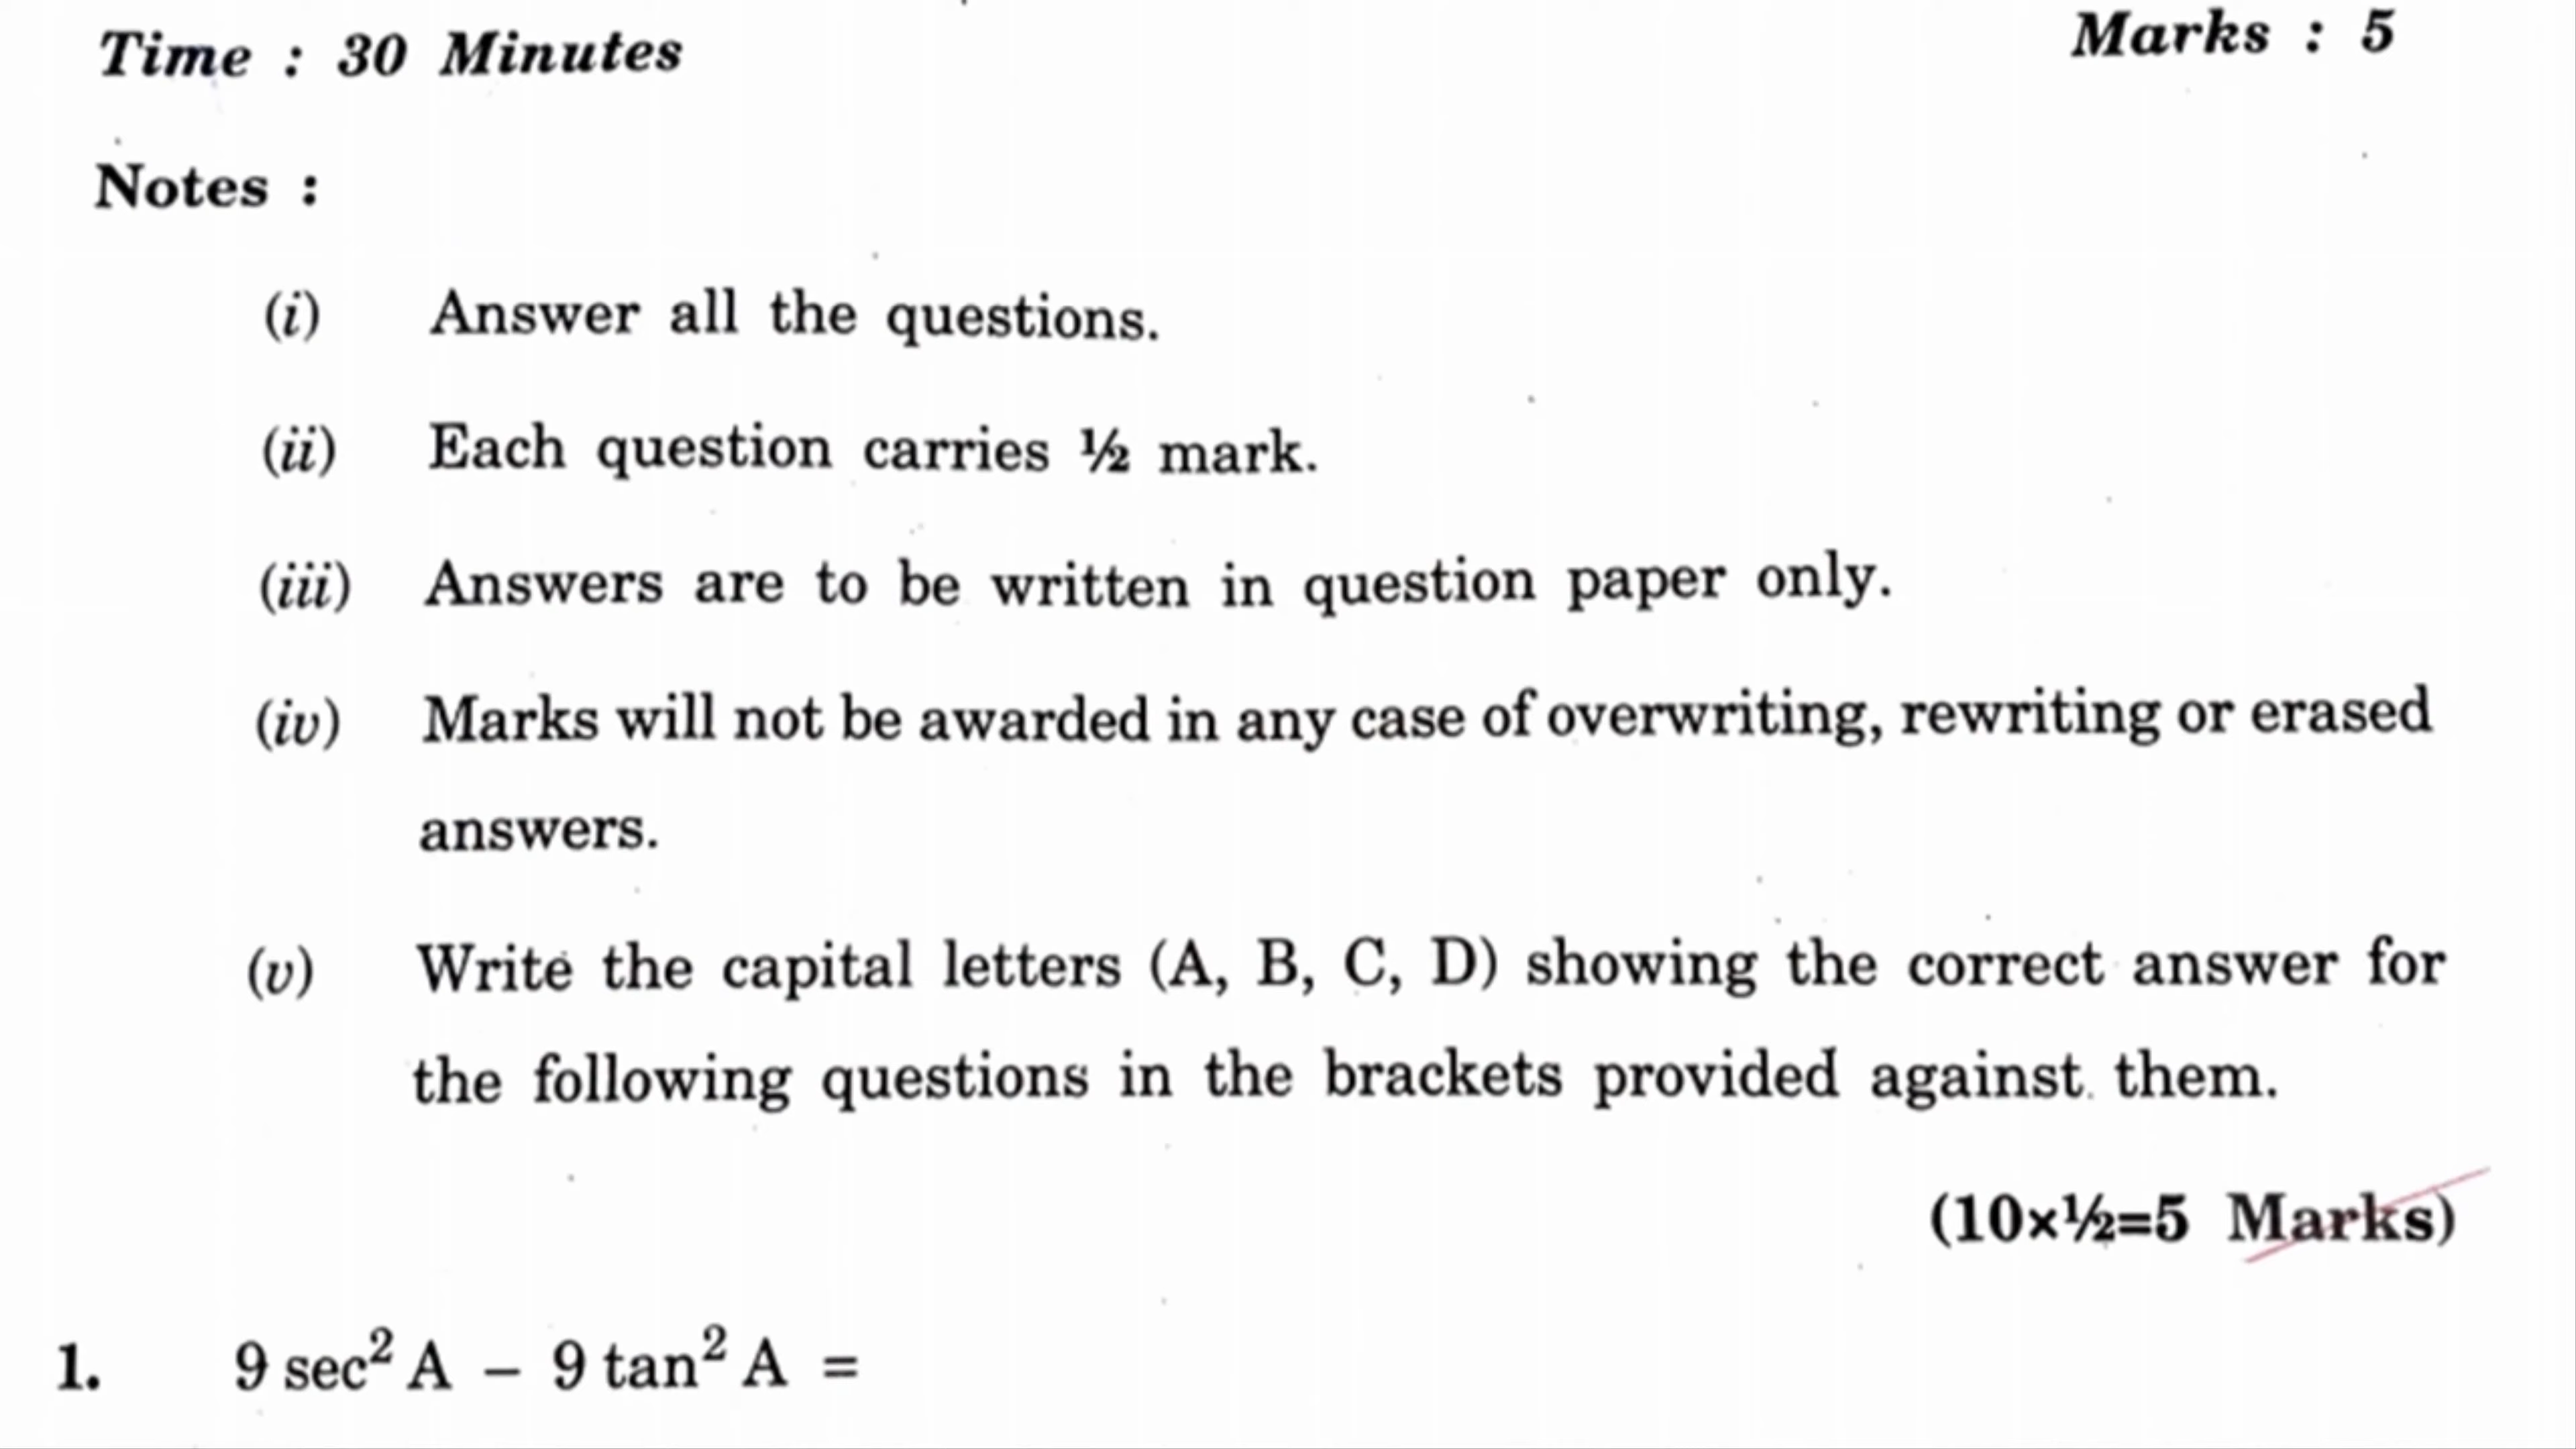 Time : 30 Minutes
Marks : 5
Notes :
(i) Answer all the questions.
(ii) Each question carries ½ mark.
(iii) Answers are to be written in question paper only.
(iv) Marks will not be awarded in any case of overwriting, rewriting or erased
answers.
(v) Write the capital letters (A, B, C, D) showing the correct answer for
the following questions in the brackets provided against them.
(10×½=5 Marks)
1. 9 sec² A – 9 tan² A =